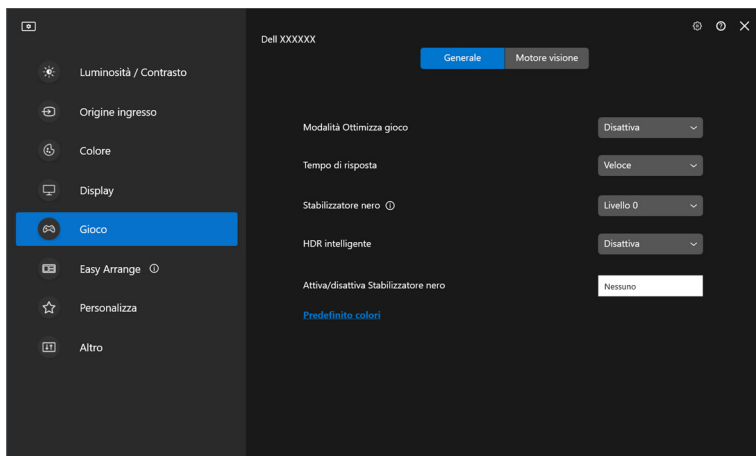 Dell XXXXXX
Generale
Motore visione
Luminosità / Contrasto
Origine ingresso
Colore
Display
Gioco
Easy Arrange
Personalizza
Altro
Modalità Ottimizza gioco
Disattiva
Tempo di risposta
Veloce
Stabilizzatore nero
Livello 0
HDR intelligente
Disattiva
Attiva/disattiva Stabilizzatore nero
Nessuno
Predefinito colori